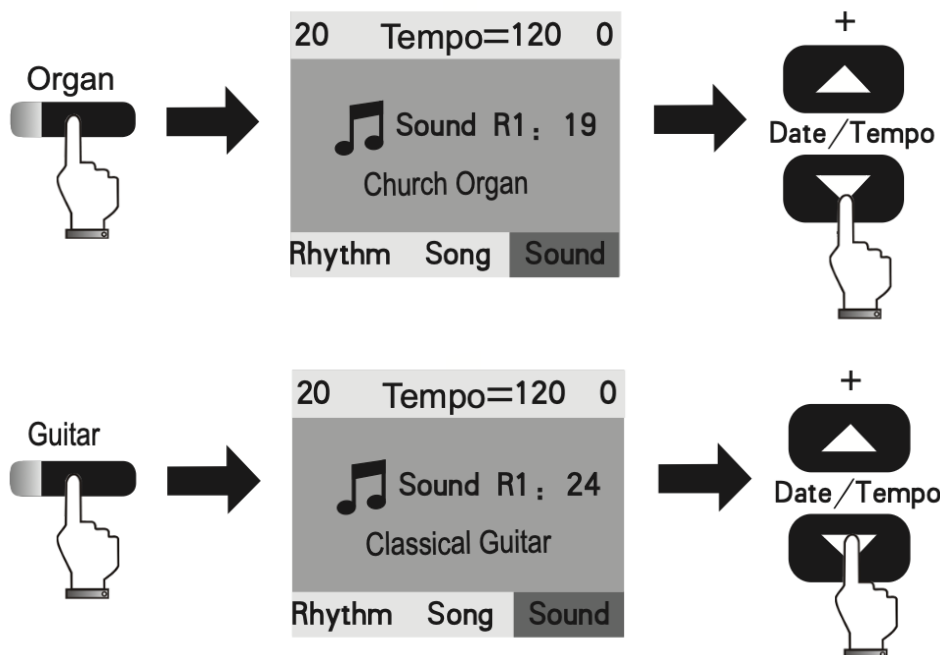 Organ
20 Tempo=120 0
Sound R1: 19
Church Organ
Rhythm Song Sound
+
Date/Tempo
Guitar
20 Tempo=120 0
Sound R1: 24
Classical Guitar
Rhythm Song Sound
+
Date/Tempo